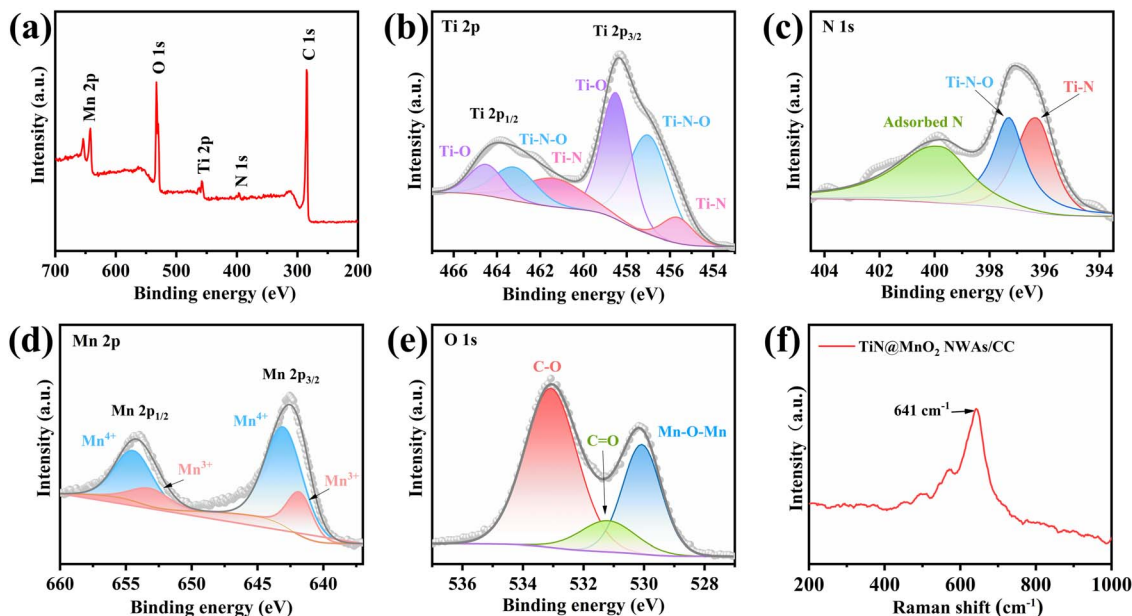 (a)
Mn 2p
O 1s
Ti 2p
N 1s
C 1s
Intensity (a.u.)
700 600 500 400 300 200
Binding energy (eV)
(b)
Ti 2p
Ti 2p3/2
Ti-O
Ti 2p1/2
Ti-N-O
Ti-N-O
Ti-O
Ti-N
Ti-N
Intensity (a.u.)
466 464 462 460 458 456 454
Binding energy (eV)
(c)
N 1s
Ti-N-O
Ti-N
Adsorbed N
Intensity (a.u.)
404 402 400 398 396 394
Binding energy (eV)
(d)
Mn 2p
Mn 2p3/2
Mn 2p1/2
Mn4+
Mn4+
Mn3+
Mn3+
Intensity (a.u.)
660 655 650 645 640
Binding energy (eV)
(e)
O 1s
C-O
C=O
Mn-O-Mn
Intensity (a.u.)
536 534 532 530 528
Binding energy (eV)
(f)
TiN@MnO2 NWAs/CC
641 cm-1
Intensity (a.u.)
200 400 600 800 1000
Raman shift (cm-1)